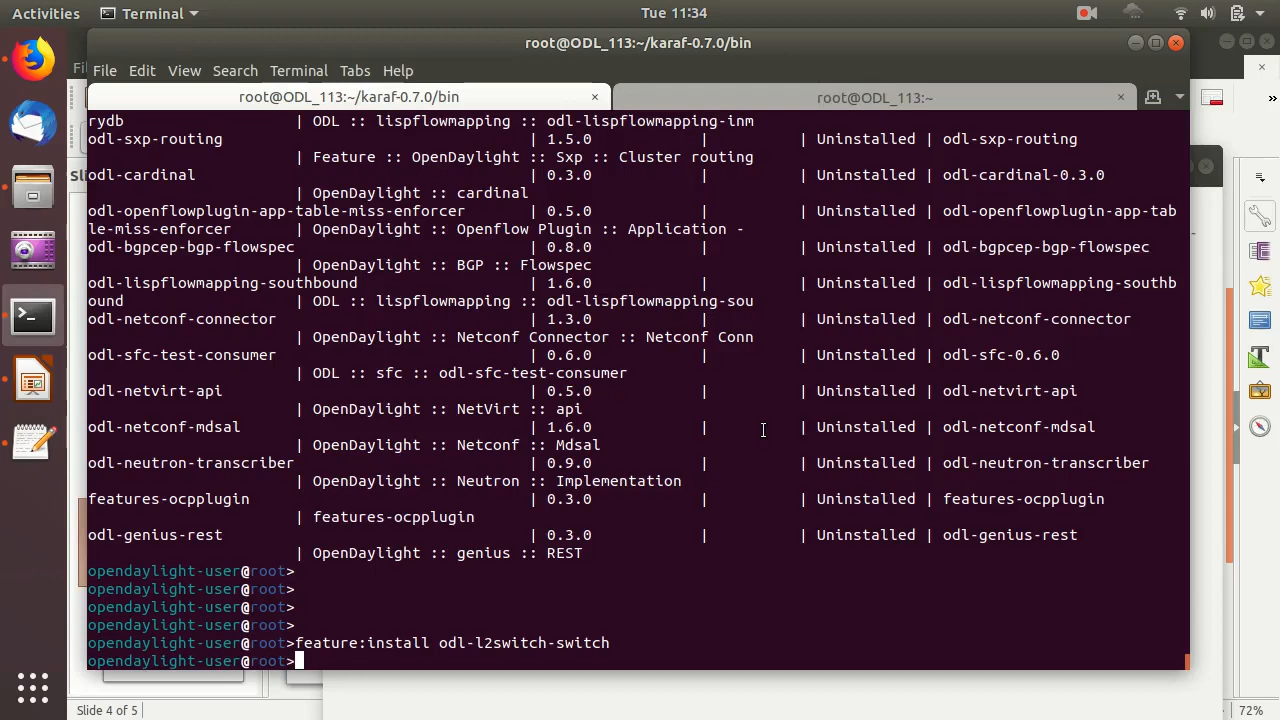 Activities Terminal Tue 11:34
root@ODL_113:~/karaf-0.7.0/bin
File Edit View Search Terminal Tabs Help
root@ODL_113:~/karaf-0.7.0/bin × root@ODL_113:~ ×
rydb | ODL :: lispflowmapping :: odl-lispflowmapping-inm
odl-sxp-routing | 1.5.0 | | Uninstalled | odl-sxp-routing
| Feature :: OpenDaylight :: Sxp :: Cluster routing
odl-cardinal | 0.3.0 | | Uninstalled | odl-cardinal-0.3.0
| OpenDaylight :: cardinal
odl-openflowplugin-app-table-miss-enforcer | 0.5.0 | | Uninstalled | odl-openflowplugin-app-tab
le-miss-enforcer | OpenDaylight :: Openflow Plugin :: Application -
odl-bgpcep-bgp-flowspec | 0.8.0 | | Uninstalled | odl-bgpcep-bgp-flowspec
| OpenDaylight :: BGP :: Flowspec
odl-lispflowmapping-southbound | 1.6.0 | | Uninstalled | odl-lispflowmapping-southb
ound | ODL :: lispflowmapping :: odl-lispflowmapping-sou
odl-netconf-connector | 1.3.0 | | Uninstalled | odl-netconf-connector
| OpenDaylight :: Netconf Connector :: Netconf Conn
odl-sfc-test-consumer | 0.6.0 | | Uninstalled | odl-sfc-0.6.0
| ODL :: sfc :: odl-sfc-test-consumer
odl-netvirt-api | 0.5.0 | | Uninstalled | odl-netvirt-api
| OpenDaylight :: NetVirt :: api
odl-netconf-mdsal | 1.6.0 | | Uninstalled | odl-netconf-mdsal
| OpenDaylight :: Netconf :: Mdsal
odl-neutron-transcriber | 0.9.0 | | Uninstalled | odl-neutron-transcriber
| OpenDaylight :: Neutron :: Implementation
features-ocpplugin | 0.3.0 | | Uninstalled | features-ocpplugin
| features-ocpplugin
odl-genius-rest | 0.3.0 | | Uninstalled | odl-genius-rest
| OpenDaylight :: genius :: REST
opendaylight-user@root>
opendaylight-user@root>
opendaylight-user@root>
opendaylight-user@root>
opendaylight-user@root>feature:install odl-l2switch-switch
opendaylight-user@root>
Slide 4 of 5 72%